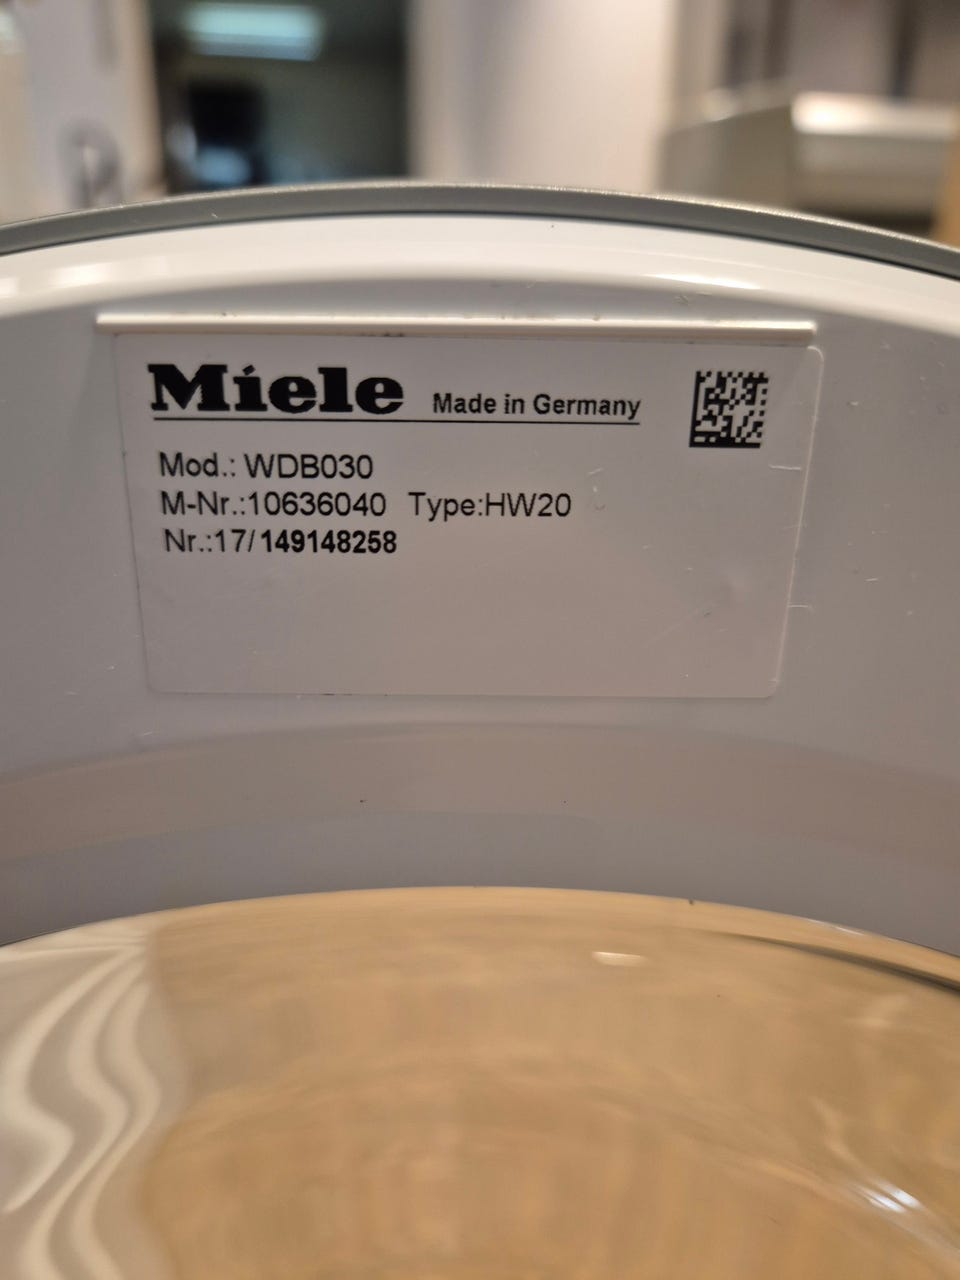 Miele Made in Germany
Mod.: WDB030
M-Nr.:10636040 Type:HW20
Nr.:17/149148258